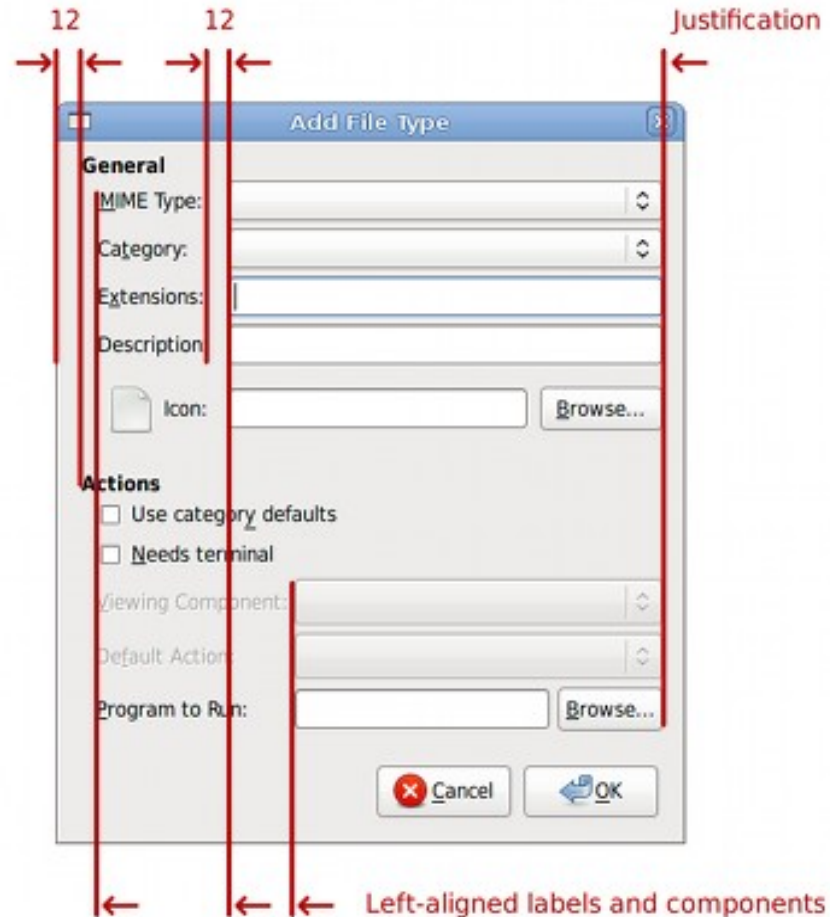 12 12 Justification
Add File Type
General
MIME Type:
Category:
Extensions:
Description
Icon: Browse...
Actions
Use category defaults
Needs terminal
Viewing Component:
Default Action:
Program to Run: Browse...
Cancel OK
Left-aligned labels and components